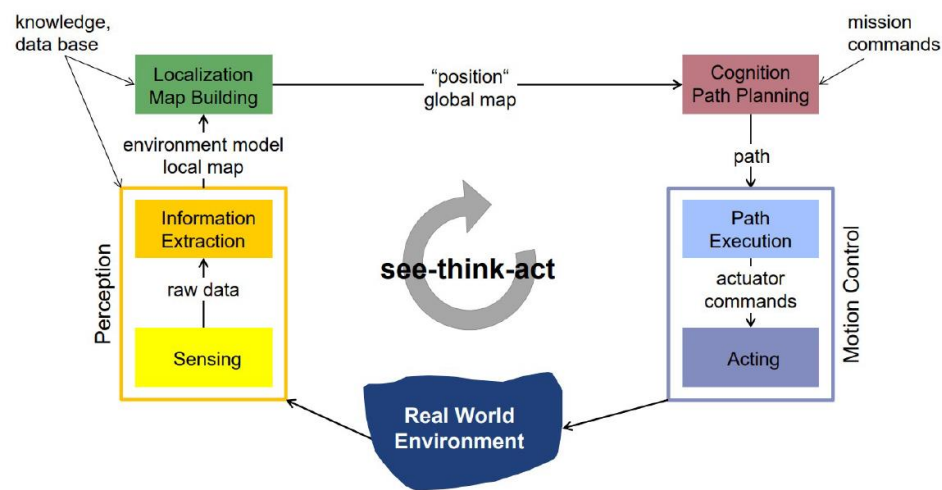 knowledge,
data base
mission
commands
Localization
Map Building
“position“
global map
Cognition
Path Planning
environment model
local map
path
Perception
Information
Extraction
raw data
Sensing
see-think-act
Path
Execution
actuator
commands
Acting
Motion Control
Real World
Environment